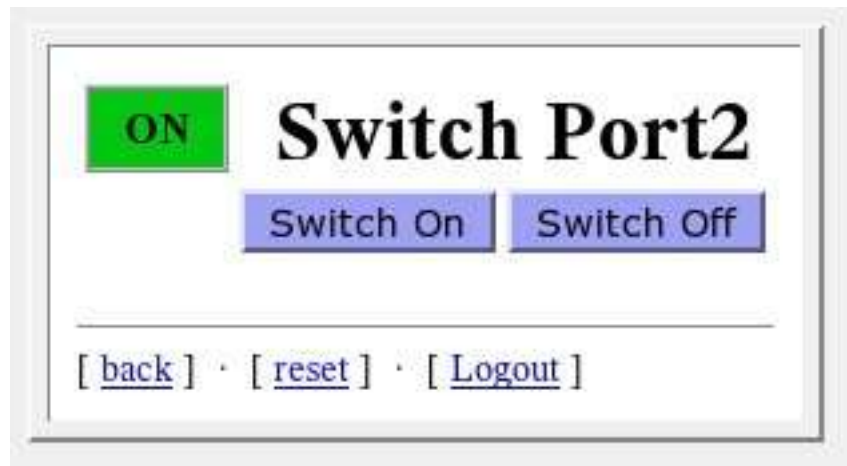 ON Switch Port2
Switch On Switch Off
[ back ] · [ reset ] · [ Logout ]